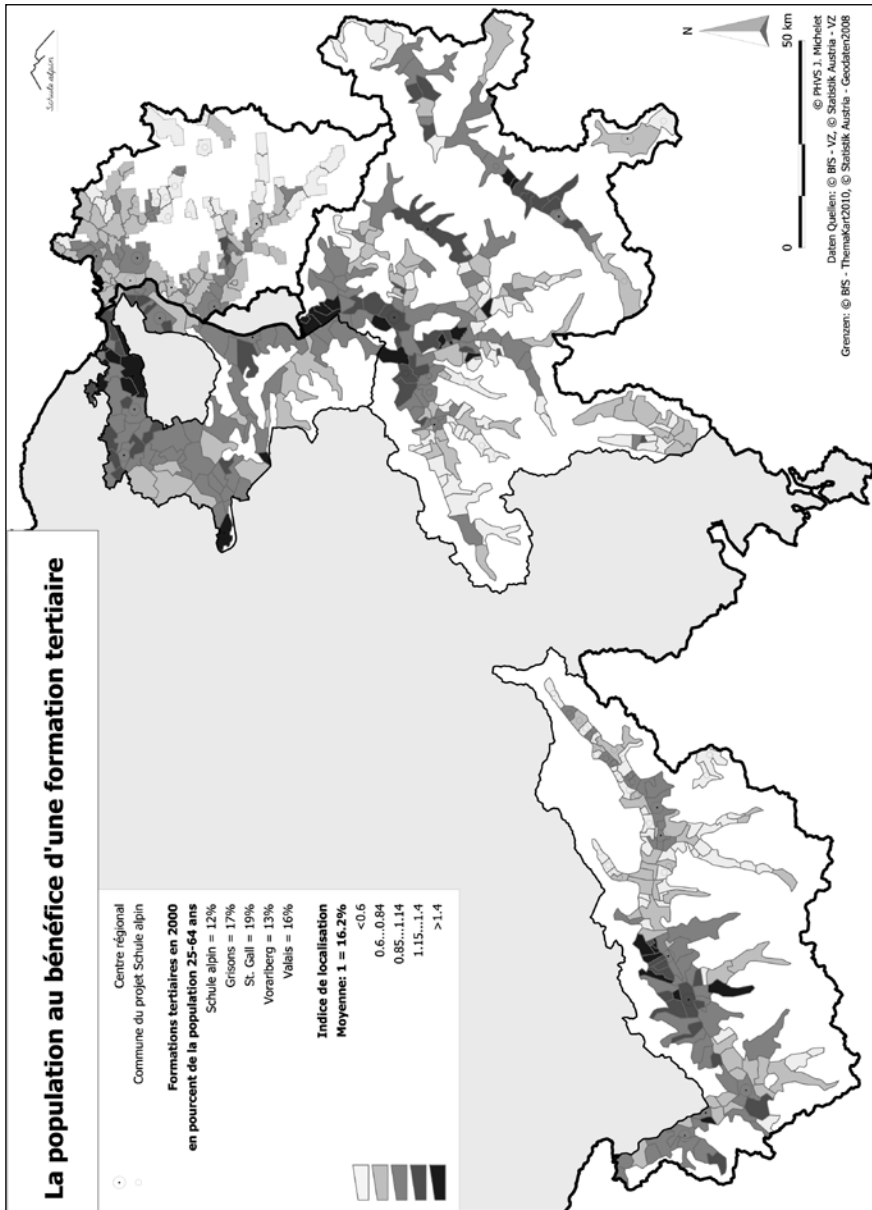 La population au bénéfice d'une formation tertiaire
Schule alpin
Centre régional
Commune du projet Schule alpin
Formations tertiaires en 2000
en pourcent de la population 25-64 ans
Schule alpin = 12%
Grisons = 17%
St. Gall = 19%
Vorarlberg = 13%
Valais = 16%
Indice de localisation
Moyenne: 1 = 16.2%
<0.6
0.6...0.84
0.85...1.14
1.15...1.4
>1.4
N
0 50 km
© PHVS J. Michelet
Daten Quellen: © BfS - VZ, © Statistik Austria - VZ
Grenzen: © BfS - ThemaKart2010, © Statistik Austria - Geodaten2008